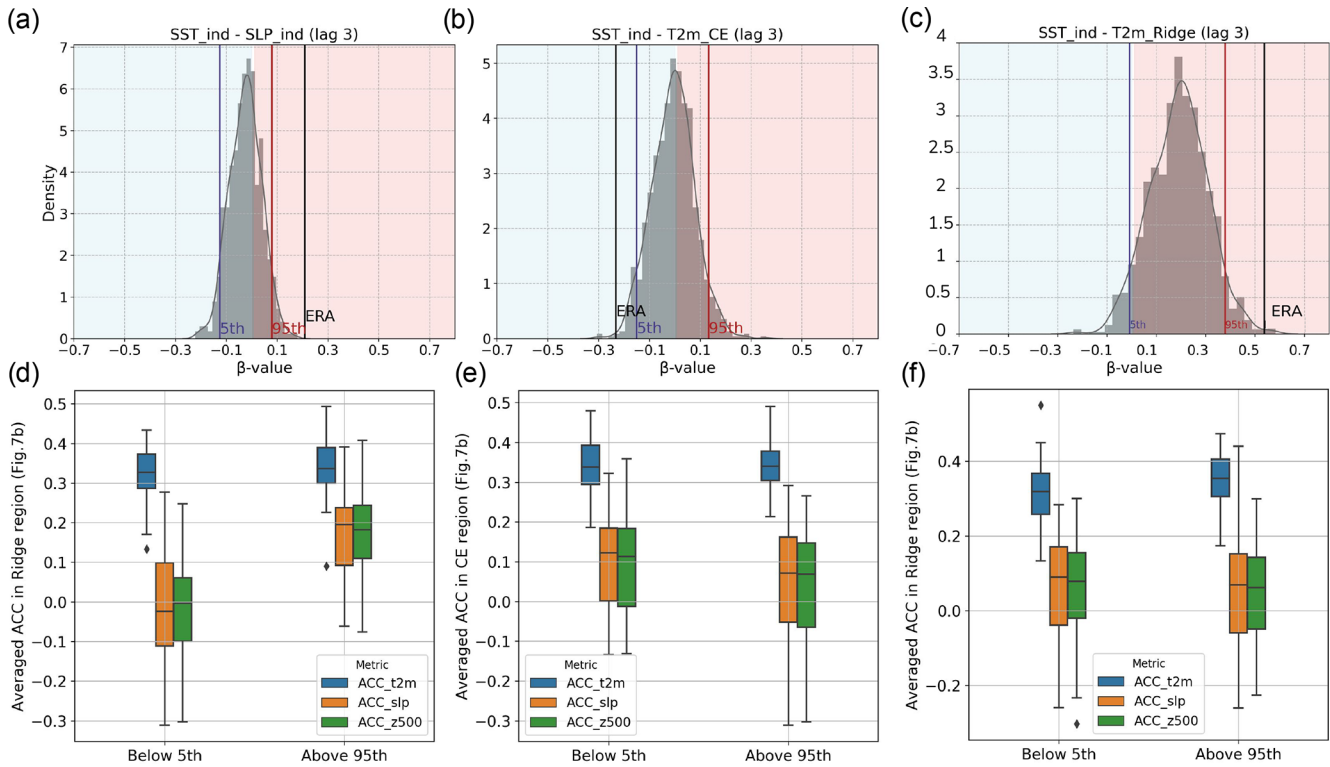 (a)
SST_ind - SLP_ind (lag 3)
7
6
5
4
3
2
1
0
Density
5th
95th
ERA
−0.7 −0.5 −0.3 −0.1 0.1 0.3 0.5 0.7
β-value
(b)
SST_ind - T2m_CE (lag 3)
5
4
3
2
1
0
ERA
5th
95th
−0.7 −0.5 −0.3 −0.1 0.1 0.3 0.5 0.7
β-value
(c)
SST_ind - T2m_Ridge (lag 3)
4
3.5
3
2.5
2
1.5
1
0.5
0
5th
95th
ERA
−0.7 −0.5 −0.3 −0.1 0.1 0.3 0.5 0.7
β-value
(d)
Averaged ACC in Ridge region (Fig.7b)
0.5
0.4
0.3
0.2
0.1
0.0
−0.1
−0.2
−0.3
Metric
ACC_t2m
ACC_slp
ACC_z500
Below 5th Above 95th
(e)
Averaged ACC in CE region (Fig.7b)
0.5
0.4
0.3
0.2
0.1
0.0
−0.1
−0.2
−0.3
Metric
ACC_t2m
ACC_slp
ACC_z500
Below 5th Above 95th
(f)
Averaged ACC in Ridge region (Fig.7b)
0.4
0.2
0.0
−0.2
Metric
ACC_t2m
ACC_slp
ACC_z500
Below 5th Above 95th